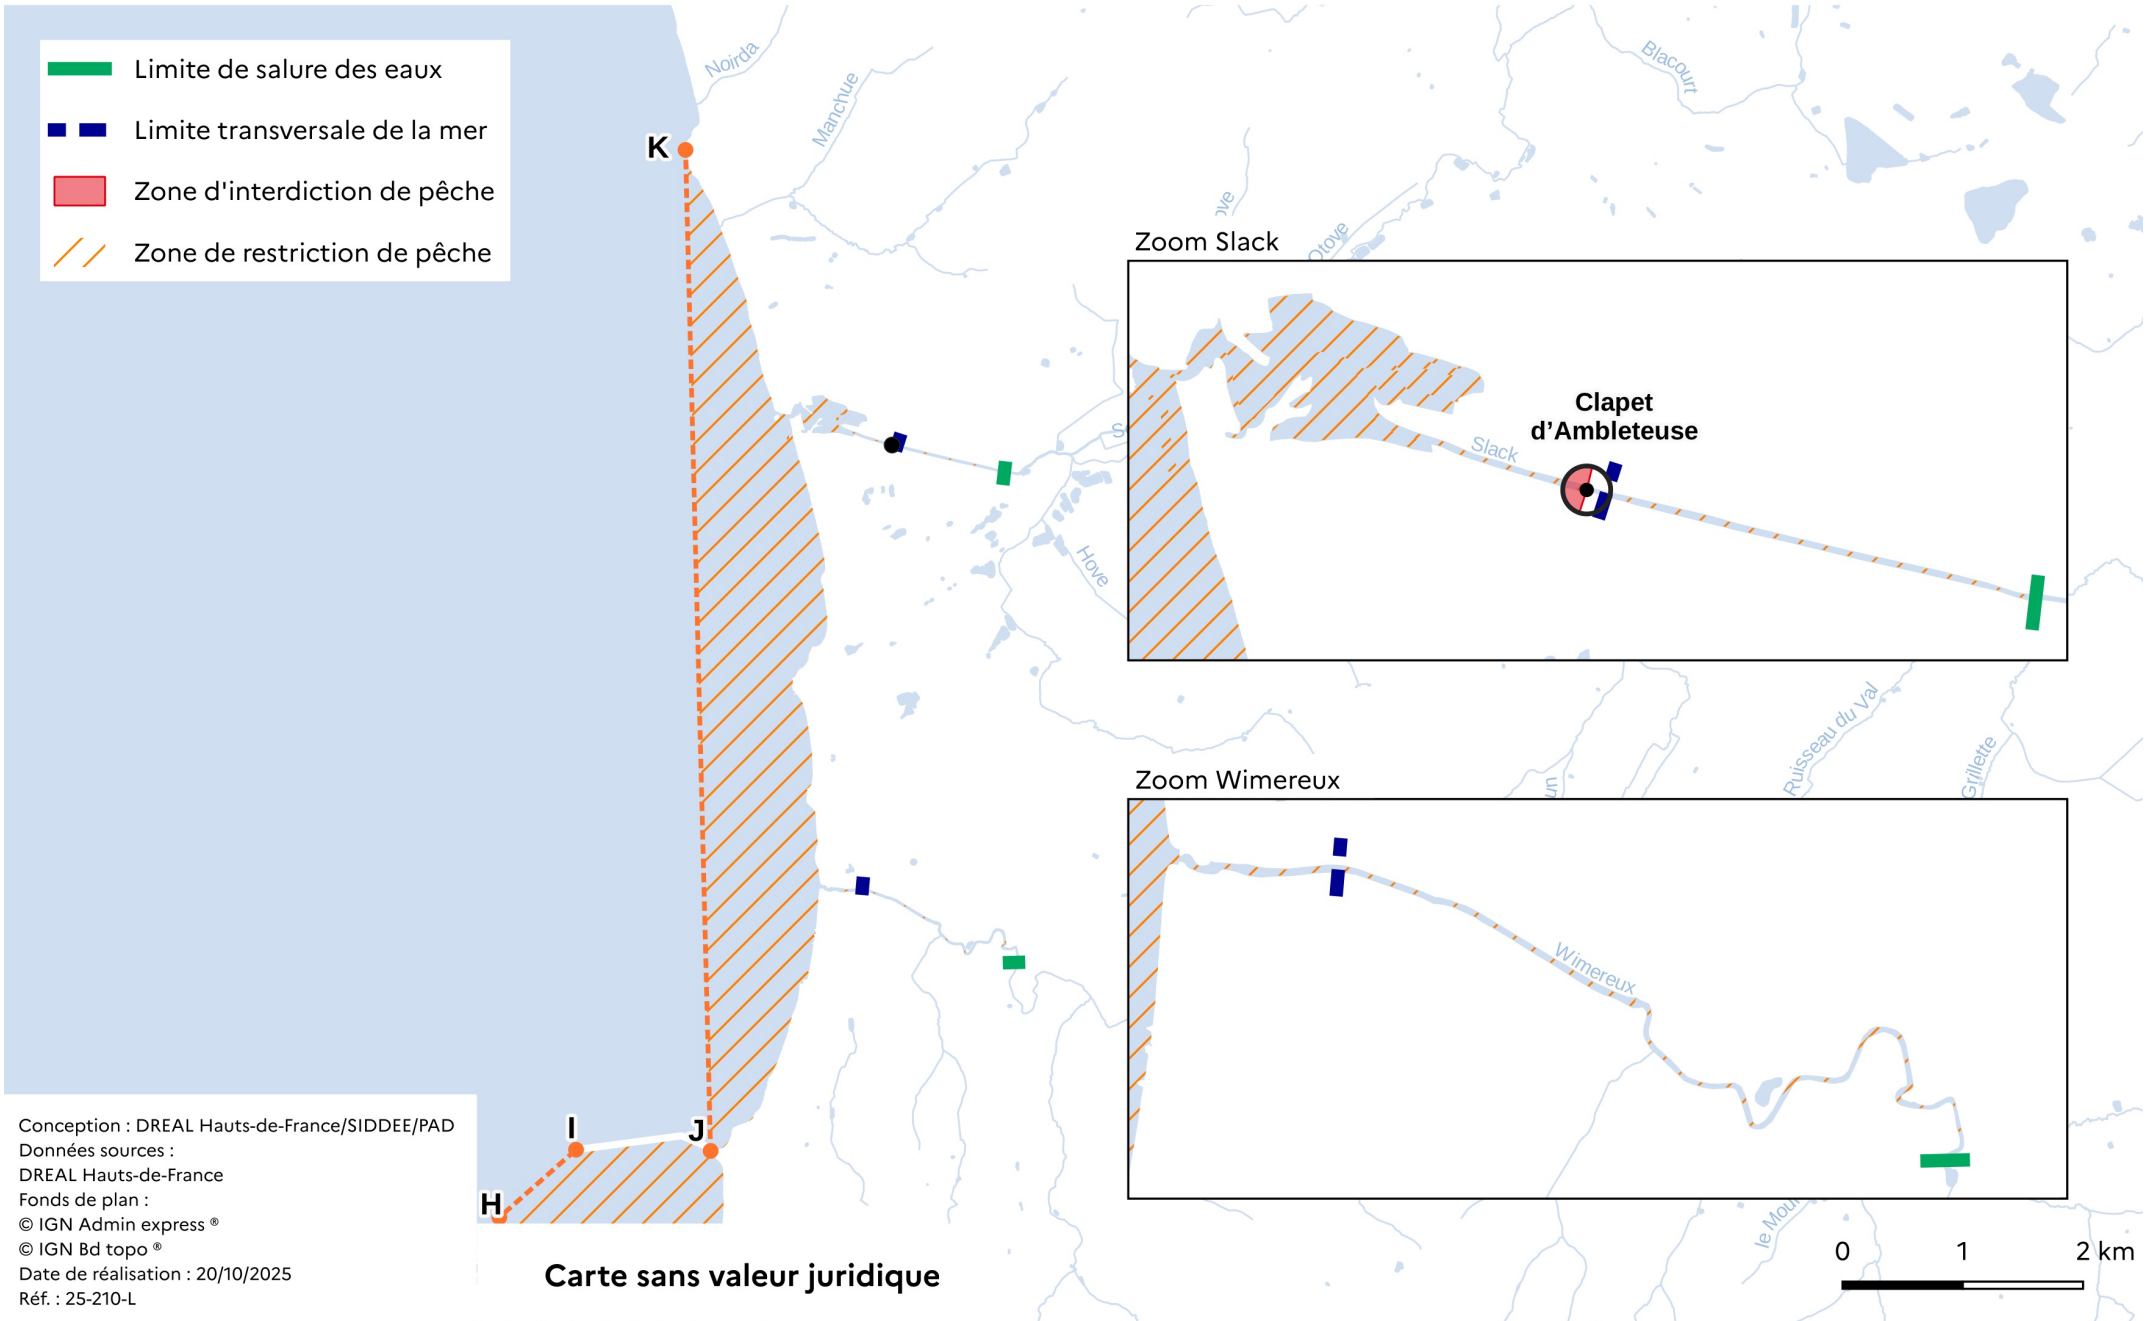 Limite de salure des eaux
Limite transversale de la mer
Zone d'interdiction de pêche
Zone de restriction de pêche
Noirda
Manchue
Blacourt
K
Otove
Zoom Slack
Clapet
d’Ambleteuse
Slack
Hove
Ruisseau du Val
Grillette
Zoom Wimereux
Wimereux
I
J
H
Conception : DREAL Hauts-de-France/SIDDEE/PAD
Données sources :
DREAL Hauts-de-France
Fonds de plan :
© IGN Admin express ®
© IGN Bd topo ®
Date de réalisation : 20/10/2025
Réf. : 25-210-L
Carte sans valeur juridique
0 1 2 km